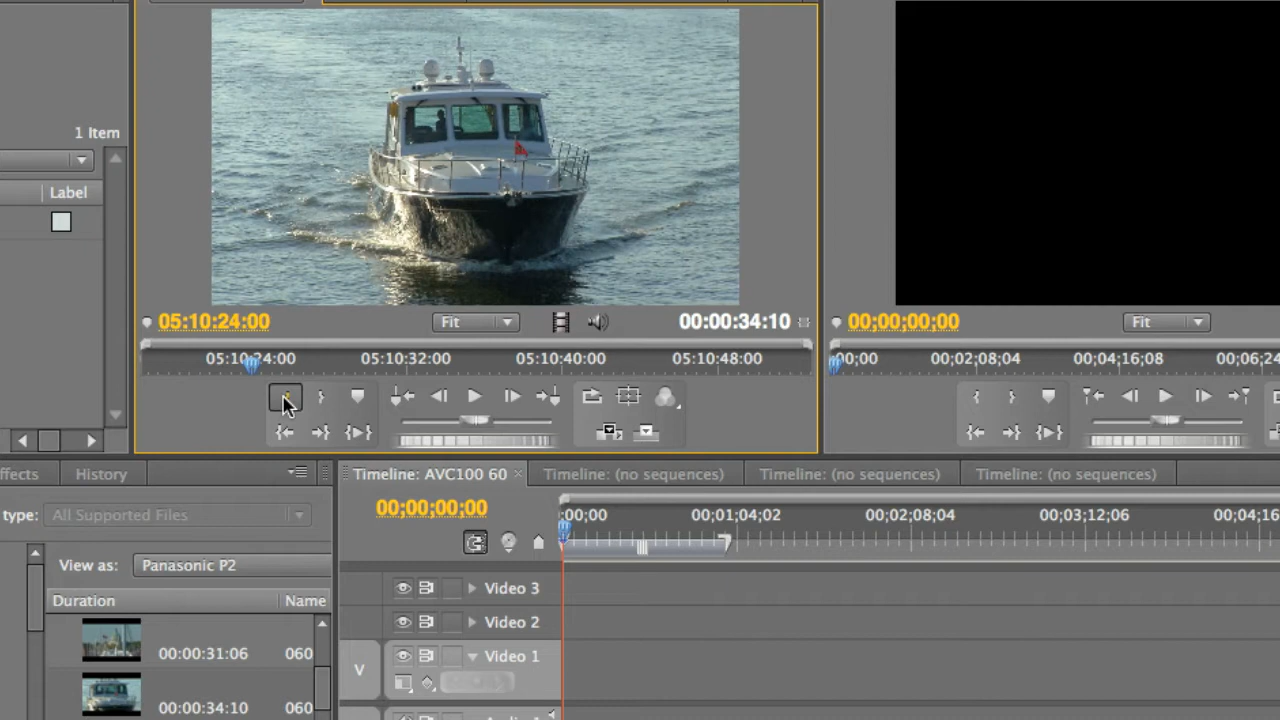 1 Item
Label
05:10:24:00
Fit
00:00:34:10
00;00;00;00
Fit
05:10:24:00 05:10:32:00 05:10:40:00 05:10:48:00
00;00 00;02;08;04 00;04;16;08 00;06;24
ffects
History
Timeline: AVC100 60 ×
Timeline: (no sequences)
Timeline: (no sequences)
Timeline: (no sequences)
type:
All Supported Files
00;00;00;00
;00;00 00;01;04;02 00;02;08;04 00;03;12;06 00;04;16
View as:
Panasonic P2
Duration
Name
Video 3
Video 2
Video 1
V
00:00:31:06 060
00:00:34:10 060